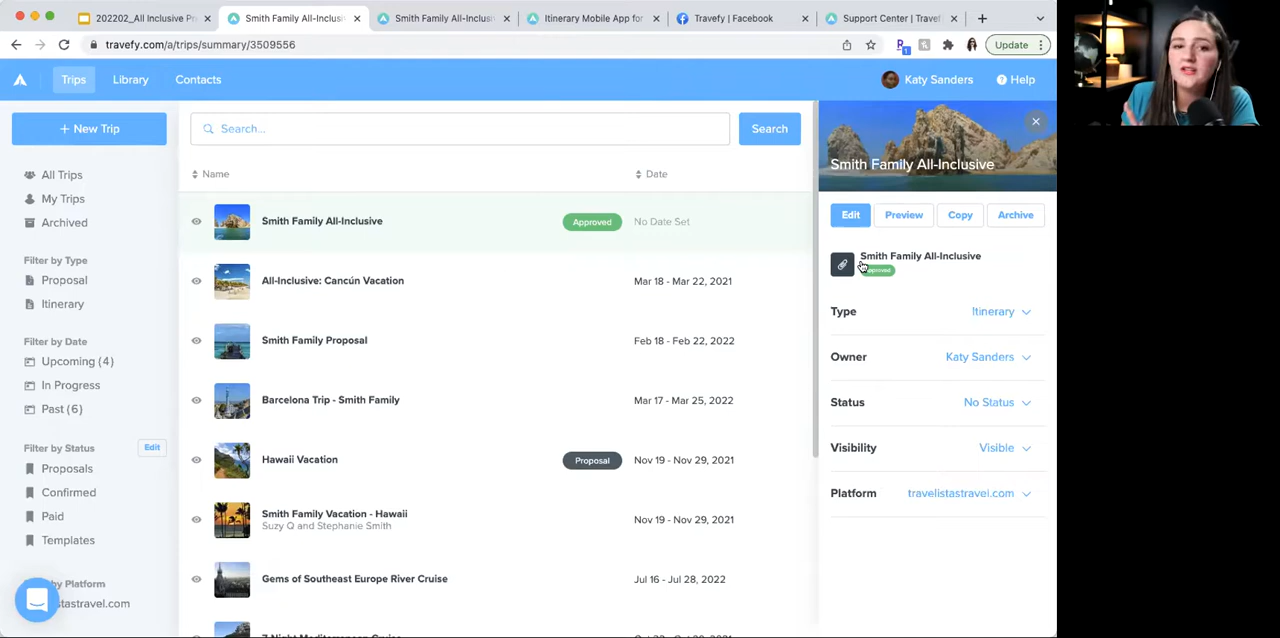 202202_All Inclusive Pr
Smith Family All-Inclusi
Smith Family All-Inclusi
Itinerary Mobile App for
Travefy | Facebook
Support Center | Travef
travefy.com/a/trips/summary/3509556
1
Update
Trips
Library
Contacts
Katy Sanders
Help
+ New Trip
Search...
Search
Smith Family All-Inclusive
Name
Date
All Trips
My Trips
Archived
Filter by Type
Proposal
Itinerary
Filter by Date
Upcoming (4)
In Progress
Past (6)
Filter by Status
Edit
Proposals
Confirmed
Paid
Templates
by Platform
stastravel.com
Smith Family All-Inclusive
Approved
No Date Set
All-Inclusive: Cancún Vacation
Mar 18 - Mar 22, 2021
Smith Family Proposal
Feb 18 - Feb 22, 2022
Barcelona Trip - Smith Family
Mar 17 - Mar 25, 2022
Hawaii Vacation
Proposal
Nov 19 - Nov 29, 2021
Smith Family Vacation - Hawaii
Suzy Q and Stephanie Smith
Nov 19 - Nov 29, 2021
Gems of Southeast Europe River Cruise
Jul 16 - Jul 28, 2022
7-Night Mediterranean Cruise
Edit
Preview
Copy
Archive
Smith Family All-Inclusive
Approved
Type
Itinerary
Owner
Katy Sanders
Status
No Status
Visibility
Visible
Platform
travelistastravel.com